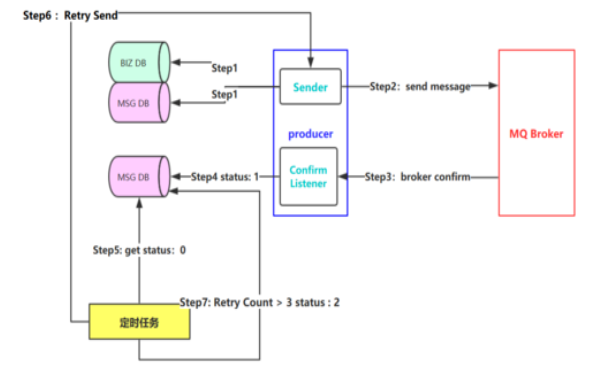 Step6： Retry Send
BIZ DB
Step1
MSG DB
Step1
Sender
Step2：send message
producer
MQ Broker
MSG DB
Step4 status: 1
Confirm
Listener
Step3：broker confirm
Step5: get status：0
Step7: Retry Count > 3 status : 2
定时任务